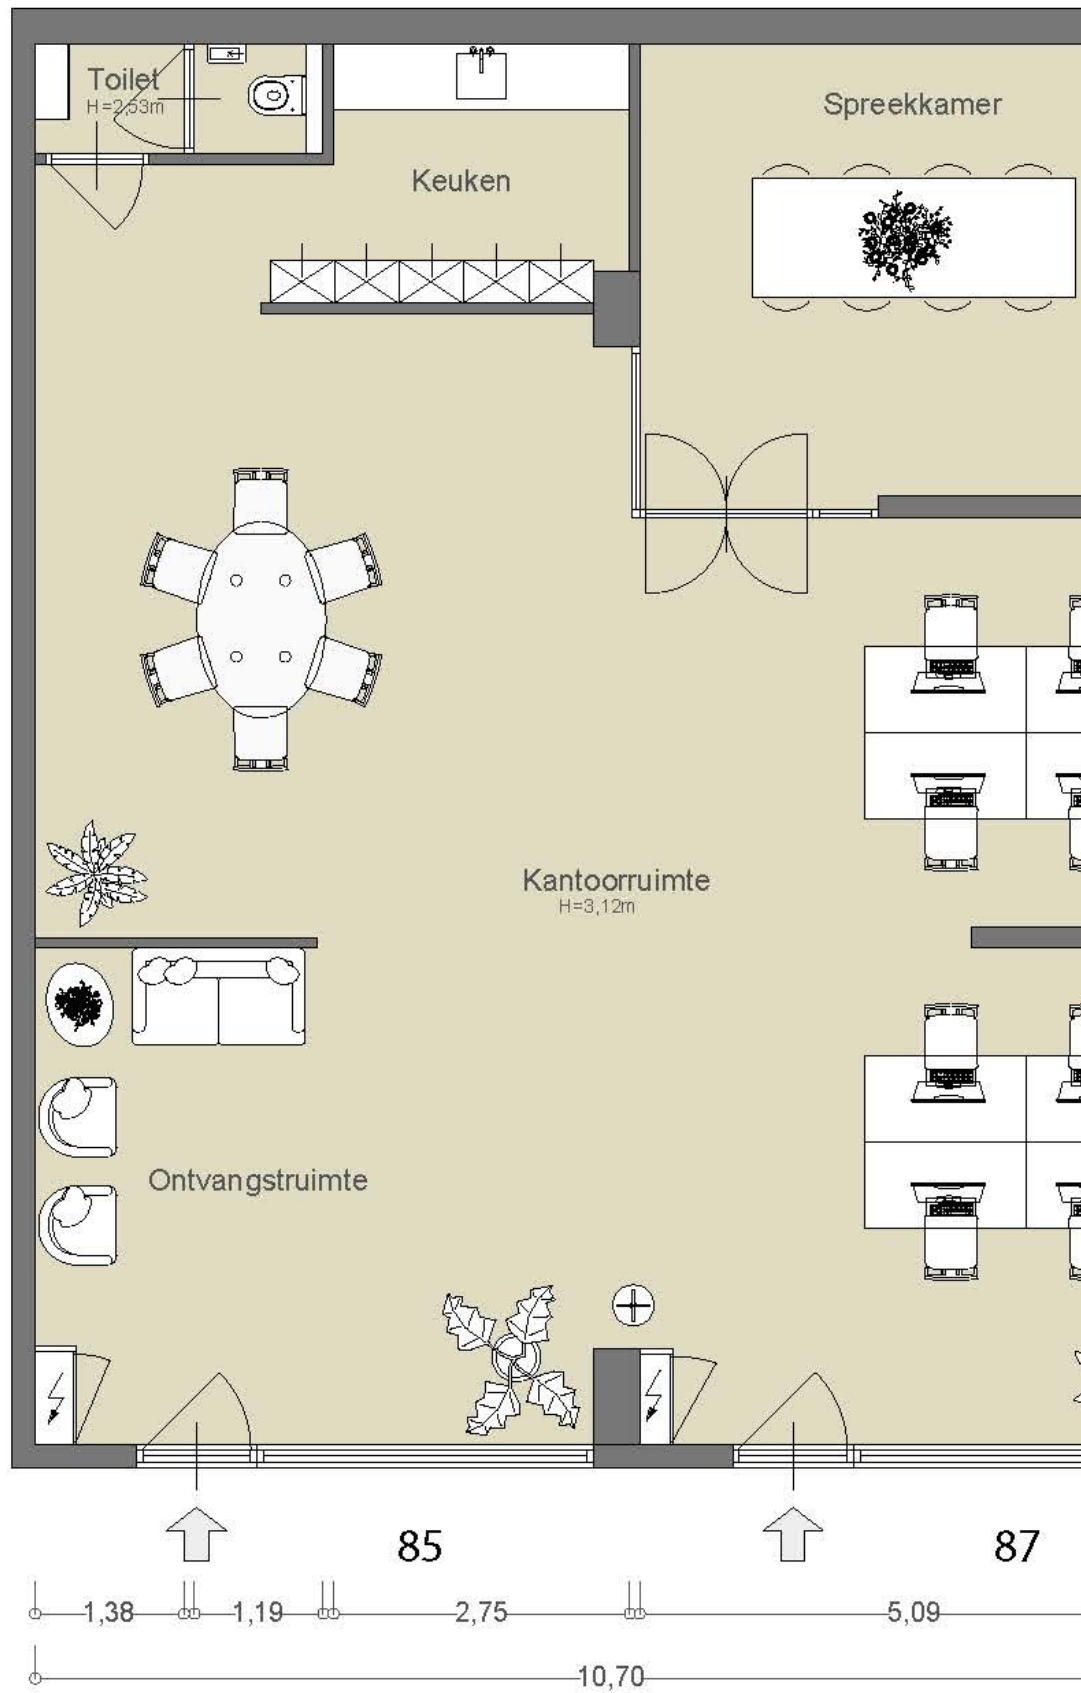 Toilet
H=2,53m
Spreekkamer
Keuken
Kantoorruimte
H=3,12m
Ontvangstruimte
85
87
1,38
1,19
2,75
5,09
10,70